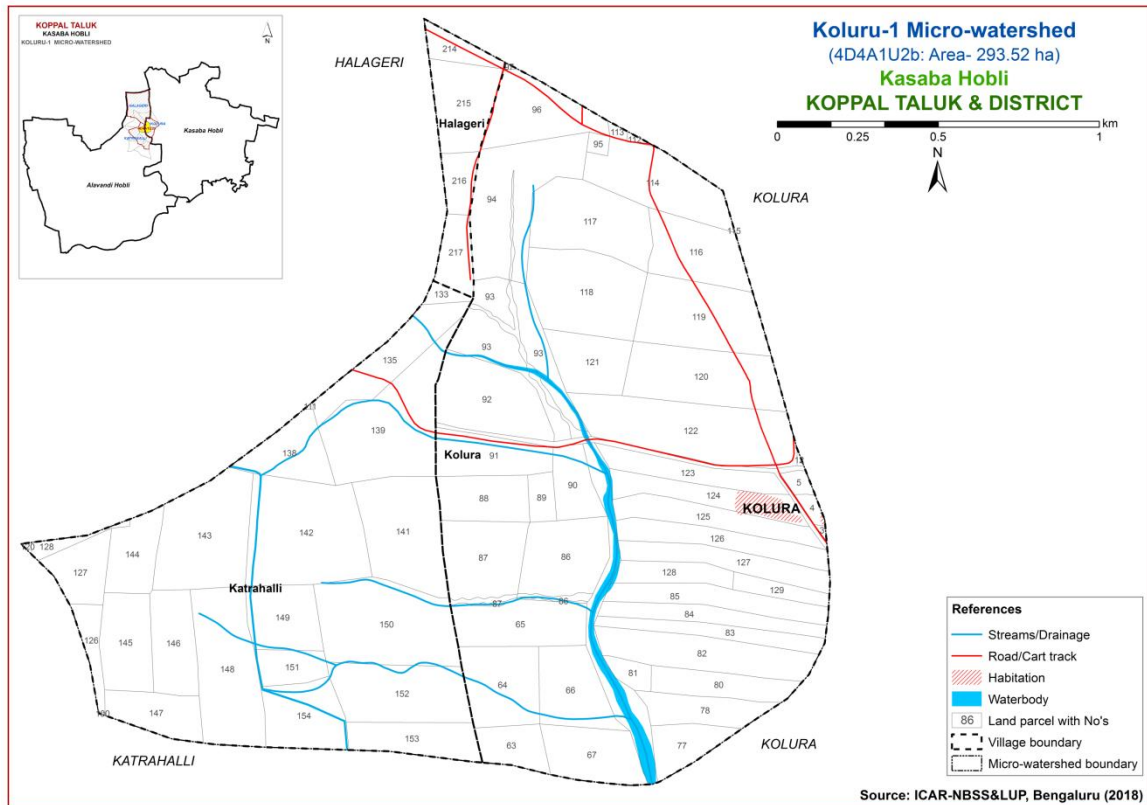 KOPPAL TALUK
KASABA HOBLI
KOLURU-1 MICRO-WATERSHED
N
HALAGERI
Kasaba Hobli
Alavandi Hobli
Koluru-1 Micro-watershed
(4D4A1U2b: Area- 293.52 ha)
Kasaba Hobli
KOPPAL TALUK & DISTRICT
km
0 0.25 0.5 1
N
HALAGERI
KOLURA
214
215
96
113
95
Halageri
216
94
114
117
115
217
116
133
93
118
119
93
93
135
121
120
92
139
122
138
Kolura
91
123
5
88
89
90
124
4
KOLURA
125
143
142
141
126
128
144
87
86
127
127
128
129
Katrahalli
85
87
86
84
149
150
65
83
126
145
146
82
148
151
81
80
152
64
66
78
147
154
153
63
67
77
KATRAHALLI
KOLURA
References
Streams/Drainage
Road/Cart track
Habitation
Waterbody
86 Land parcel with No's
Village boundary
Micro-watershed boundary
Source: ICAR-NBSS&LUP, Bengaluru (2018)